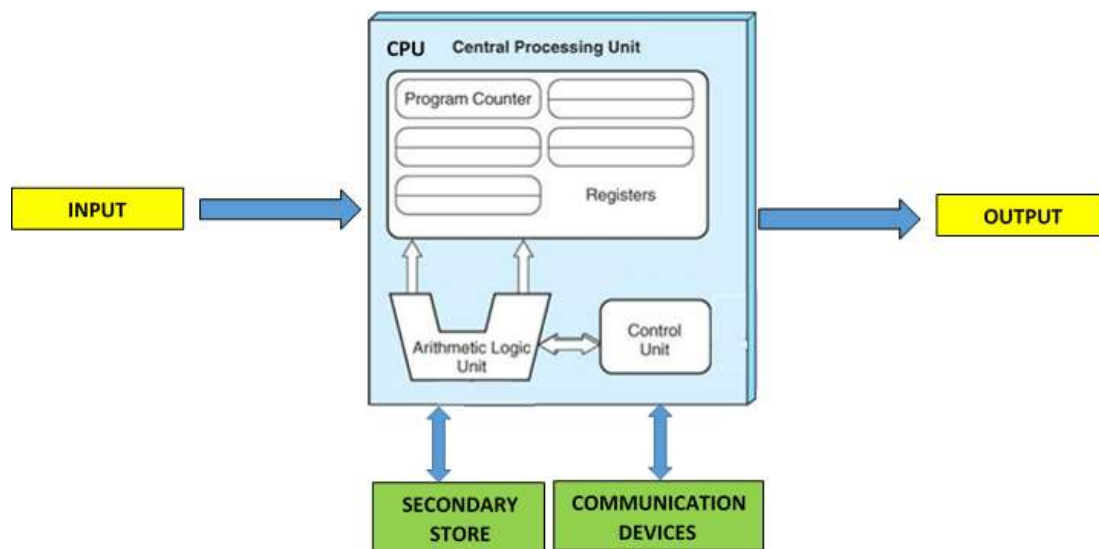 CPU Central Processing Unit
Program Counter
Registers
INPUT
OUTPUT
Arithmetic Logic
Unit
Control
Unit
SECONDARY
STORE
COMMUNICATION
DEVICES